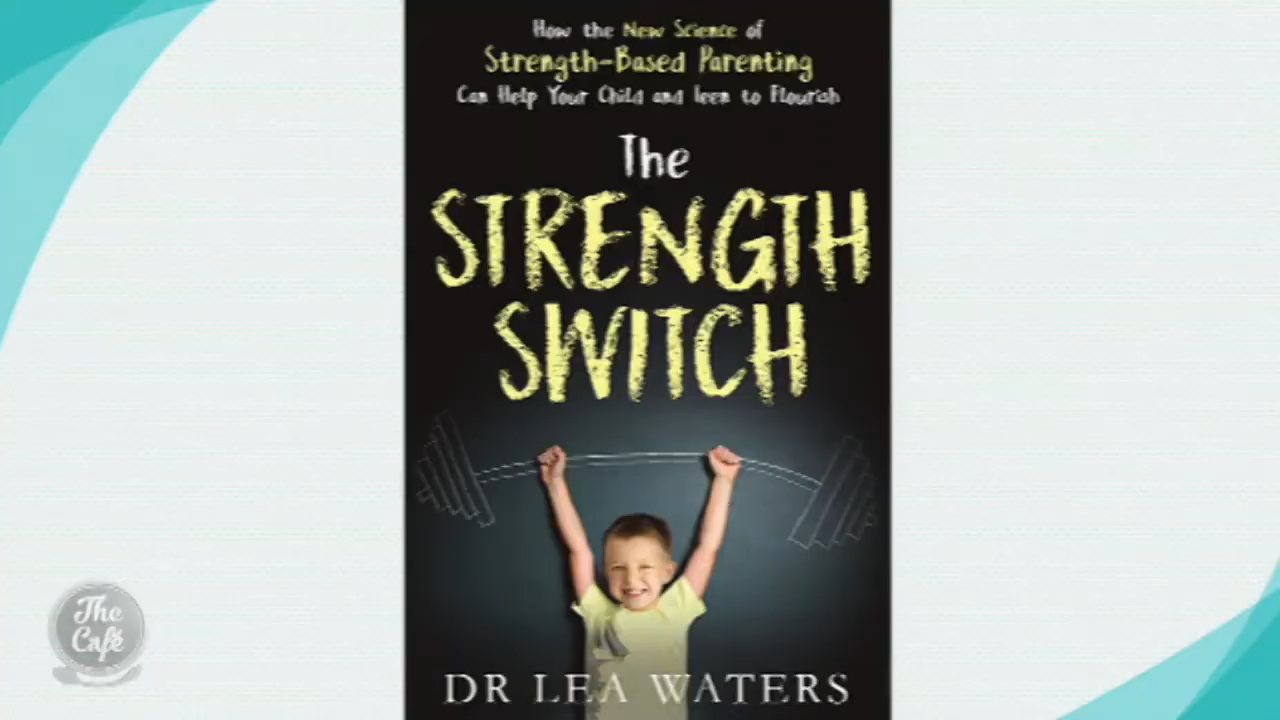 How the New Science of
Strength-Based Parenting
Can Help Your Child and Teen to Flourish
The
STRENGTH
SWITCH
DR LEA WATERS
The
Café